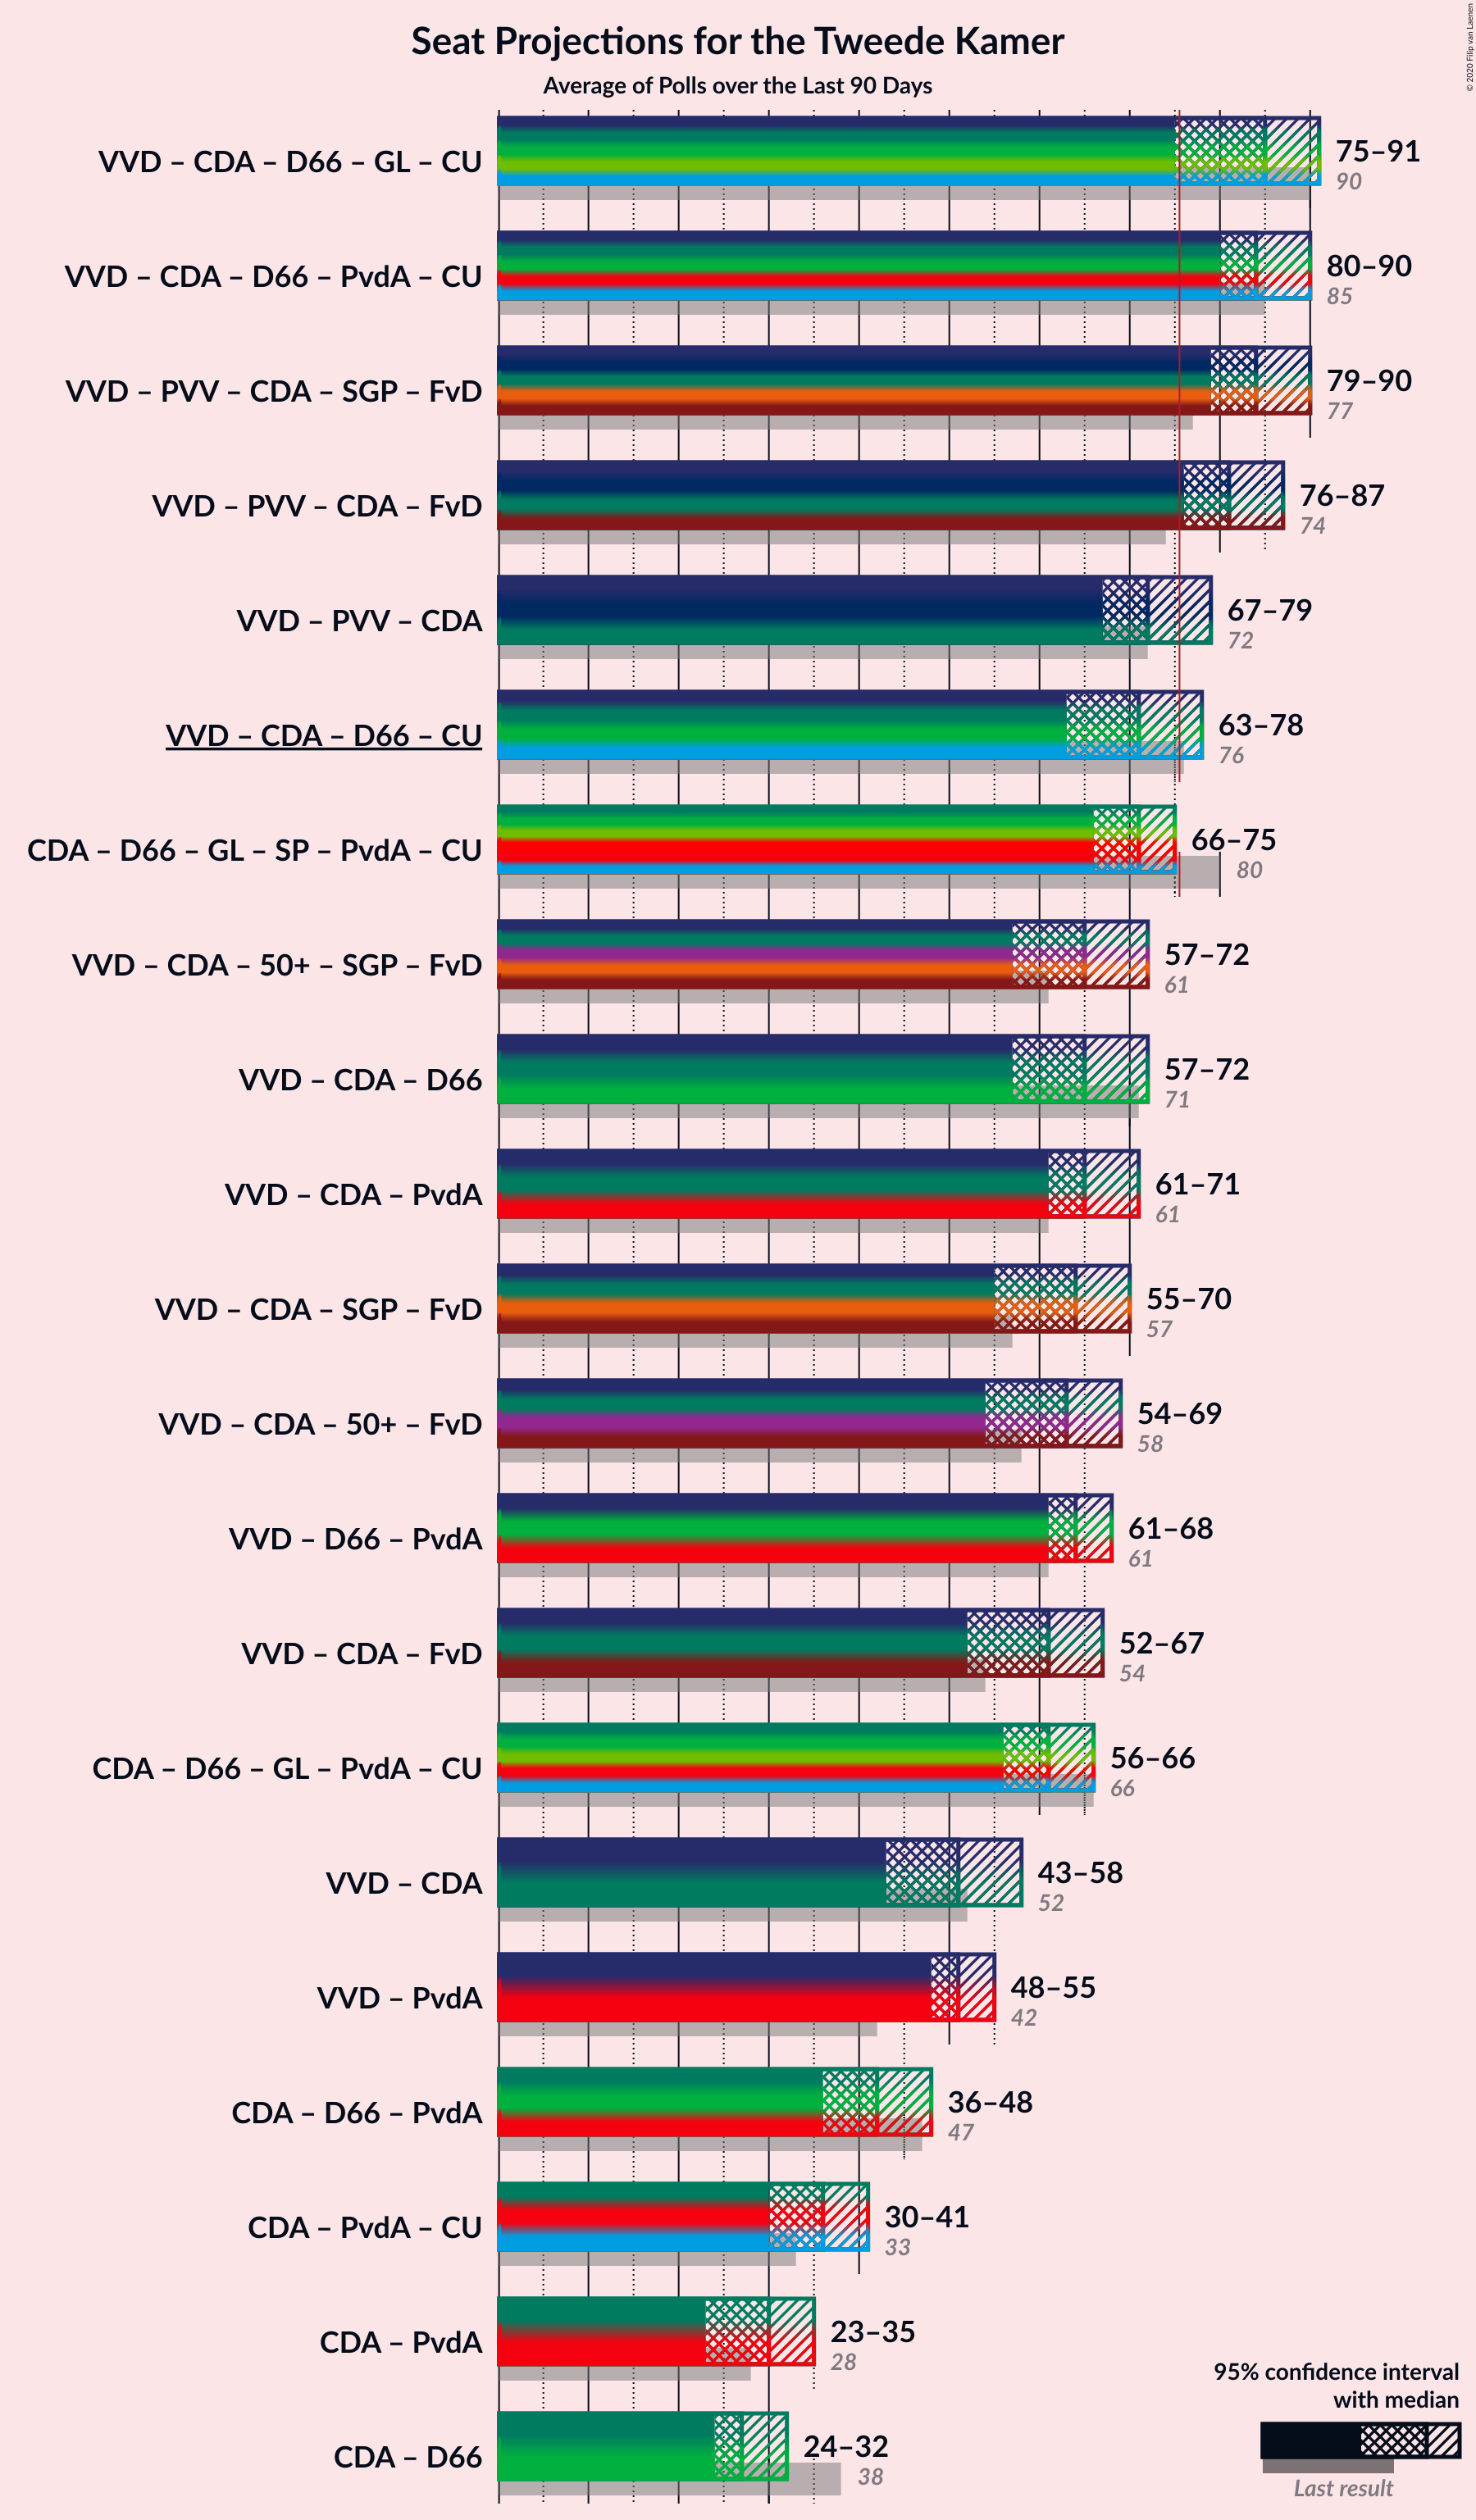 Seat Projections for the Tweede Kamer
Average of Polls over the Last 90 Days
© 2020 Filip van Laenen
VVD – CDA – D66 – GL – CU
75–91
90
VVD – CDA – D66 – PvdA – CU
80–90
85
VVD – PVV – CDA – SGP – FvD
79–90
77
VVD – PVV – CDA – FvD
76–87
74
VVD – PVV – CDA
67–79
72
VVD – CDA – D66 – CU
63–78
76
CDA – D66 – GL – SP – PvdA – CU
66–75
80
VVD – CDA – 50+ – SGP – FvD
57–72
61
VVD – CDA – D66
57–72
71
VVD – CDA – PvdA
61–71
61
VVD – CDA – SGP – FvD
55–70
57
VVD – CDA – 50+ – FvD
54–69
58
VVD – D66 – PvdA
61–68
61
VVD – CDA – FvD
52–67
54
CDA – D66 – GL – PvdA – CU
56–66
66
VVD – CDA
43–58
52
VVD – PvdA
48–55
42
CDA – D66 – PvdA
36–48
47
CDA – PvdA – CU
30–41
33
CDA – PvdA
23–35
28
CDA – D66
24–32
38
95% confidence interval
with median
Last result